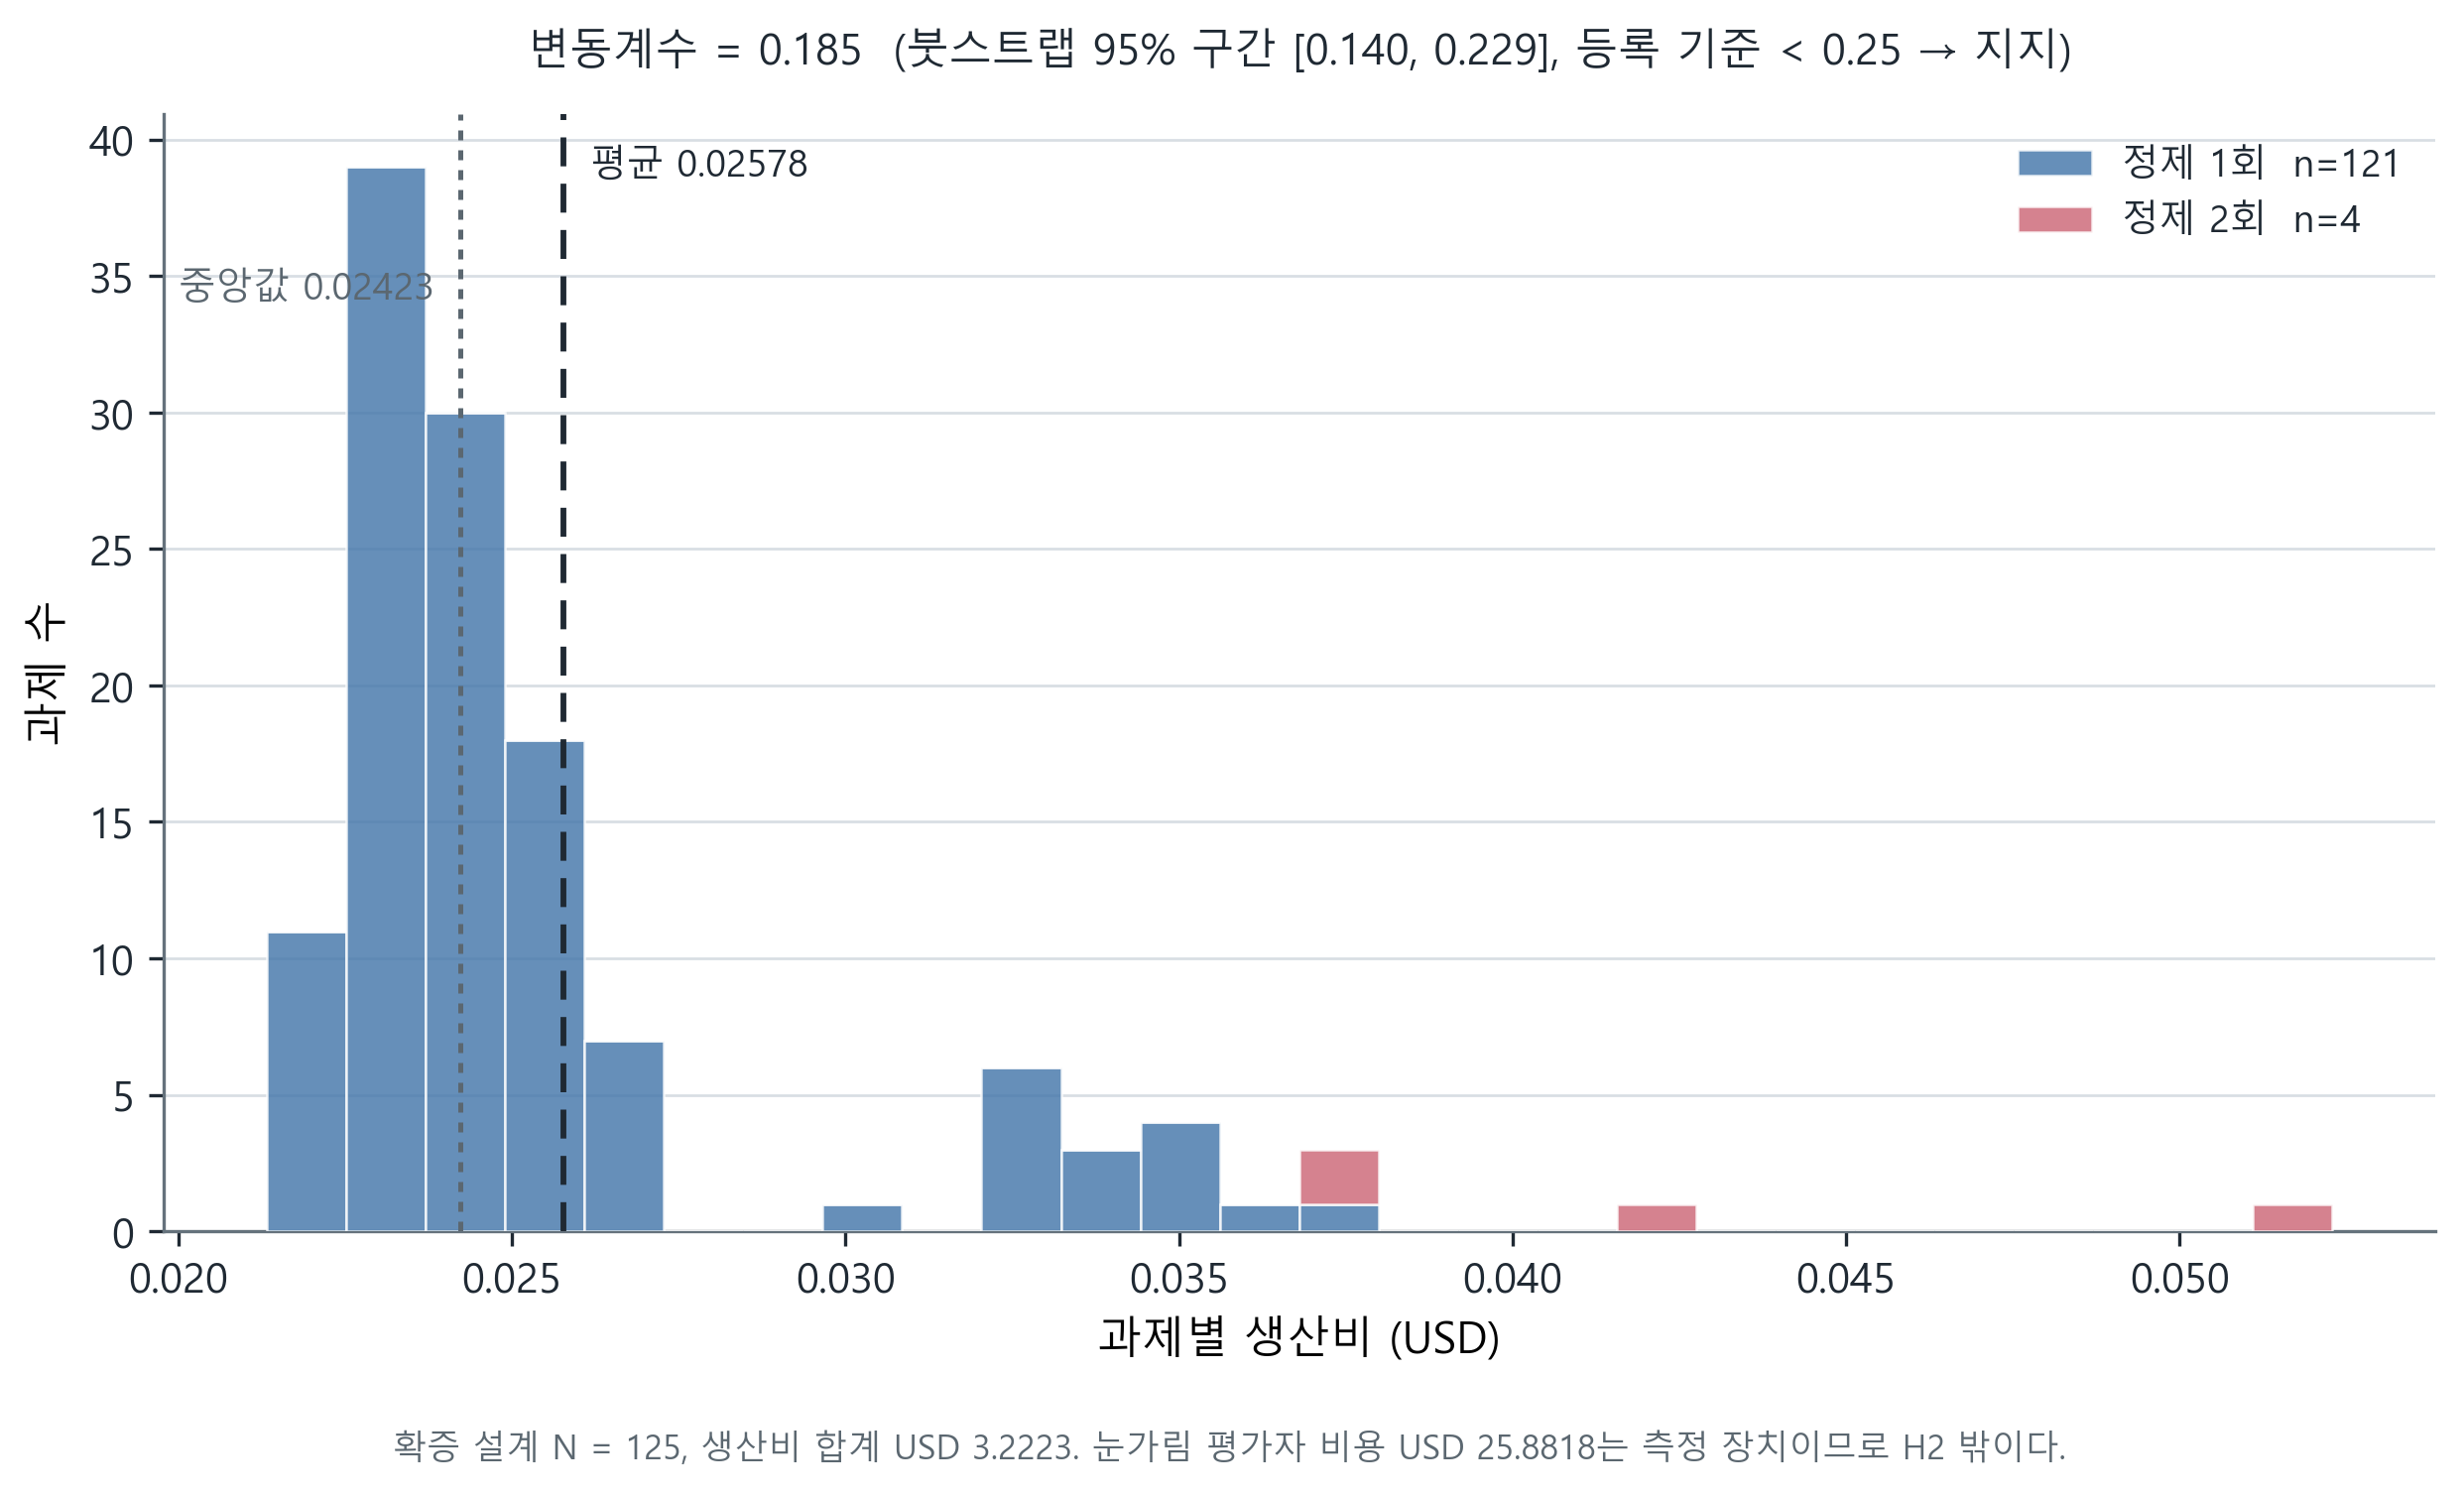 변동계수 = 0.185 (붓스트랩 95% 구간 [0.140, 0.229], 등록 기준 < 0.25 → 지지)
평균 0.02578
중앙값 0.02423
정제 1회 n=121
정제 2회 n=4
과제 수
40
35
30
25
20
15
10
5
0
0.020 0.025 0.030 0.035 0.040 0.045 0.050
과제별 생산비 (USD)
확증 설계 N = 125, 생산비 합계 USD 3.2223. 눈가림 평가자 비용 USD 25.8818는 측정 장치이므로 H2 밖이다.